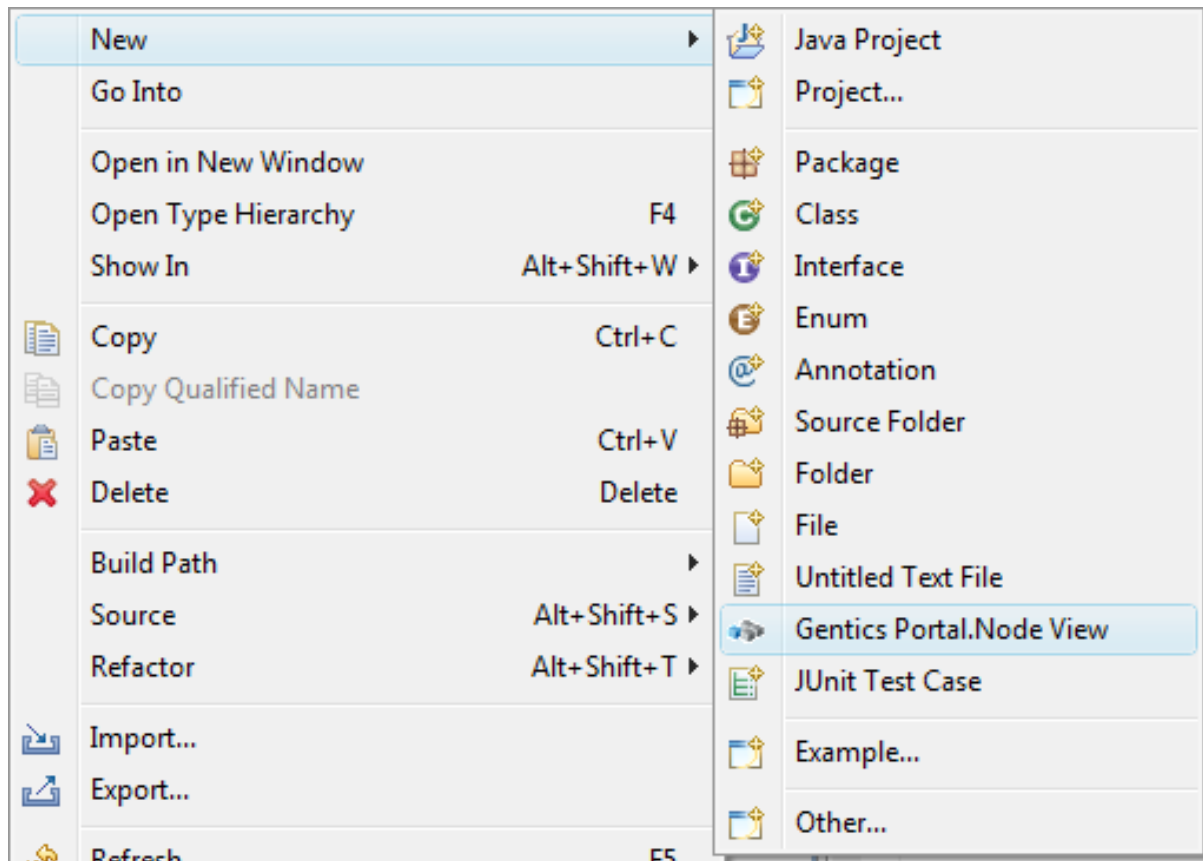 New
Go Into
Open in New Window
Open Type Hierarchy F4
Show In Alt+Shift+W
Copy Ctrl+C
Copy Qualified Name
Paste Ctrl+V
Delete Delete
Build Path
Source Alt+Shift+S
Refactor Alt+Shift+T
Import...
Export...
Refresh F5
Java Project
Project...
Package
Class
Interface
Enum
Annotation
Source Folder
Folder
File
Untitled Text File
Gentics Portal.Node View
JUnit Test Case
Example...
Other...